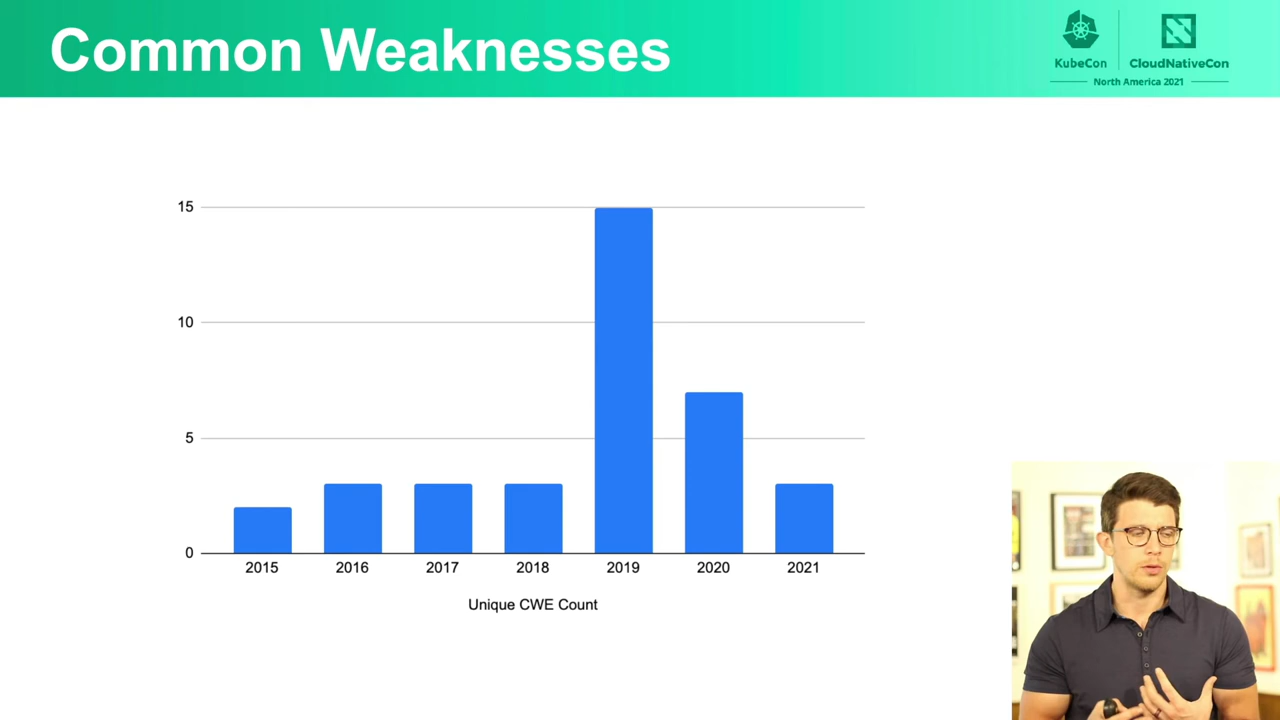 Common Weaknesses
KubeCon
CloudNativeCon
North America 2021
15
10
5
0
2015 2016 2017 2018 2019 2020 2021
Unique CWE Count